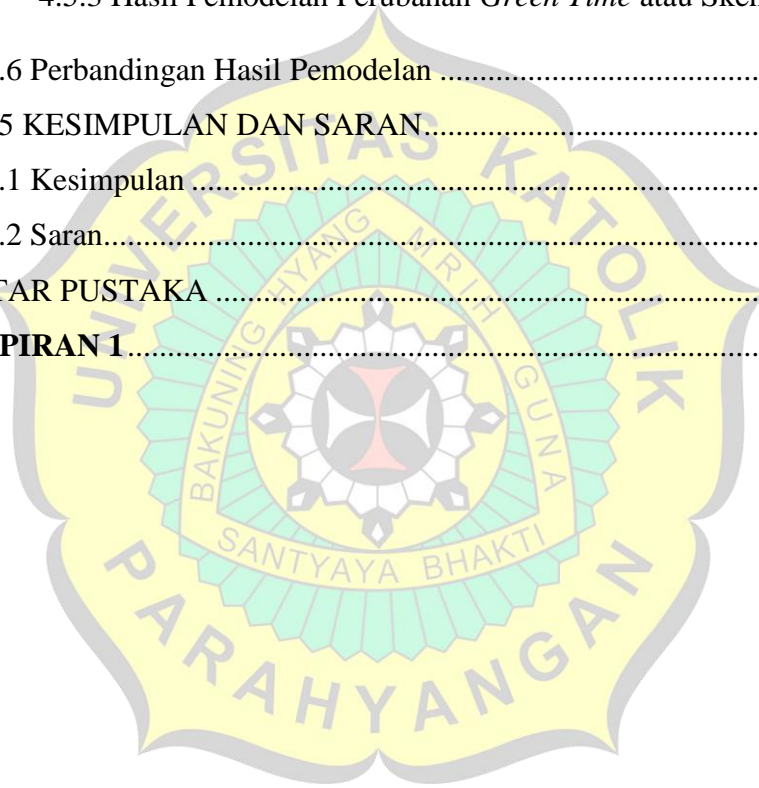 4.5.3 Hasil Pemodelan Perubahan Green Time atau
.6 Perbandingan Hasil Pemodelan ........................................
5 KESIMPULAN DAN SARAN..........................................
.1 Kesimpulan .......................................................................
.2 Saran..................................................................................
TAR PUSTAKA ....................................................................
PIRAN 1................................................................................
UNIVERSITAS KATOLIK
PARAHYANGAN
BAKUNING HYANG MRIH GUNA
SANTYAYA BHAKTI